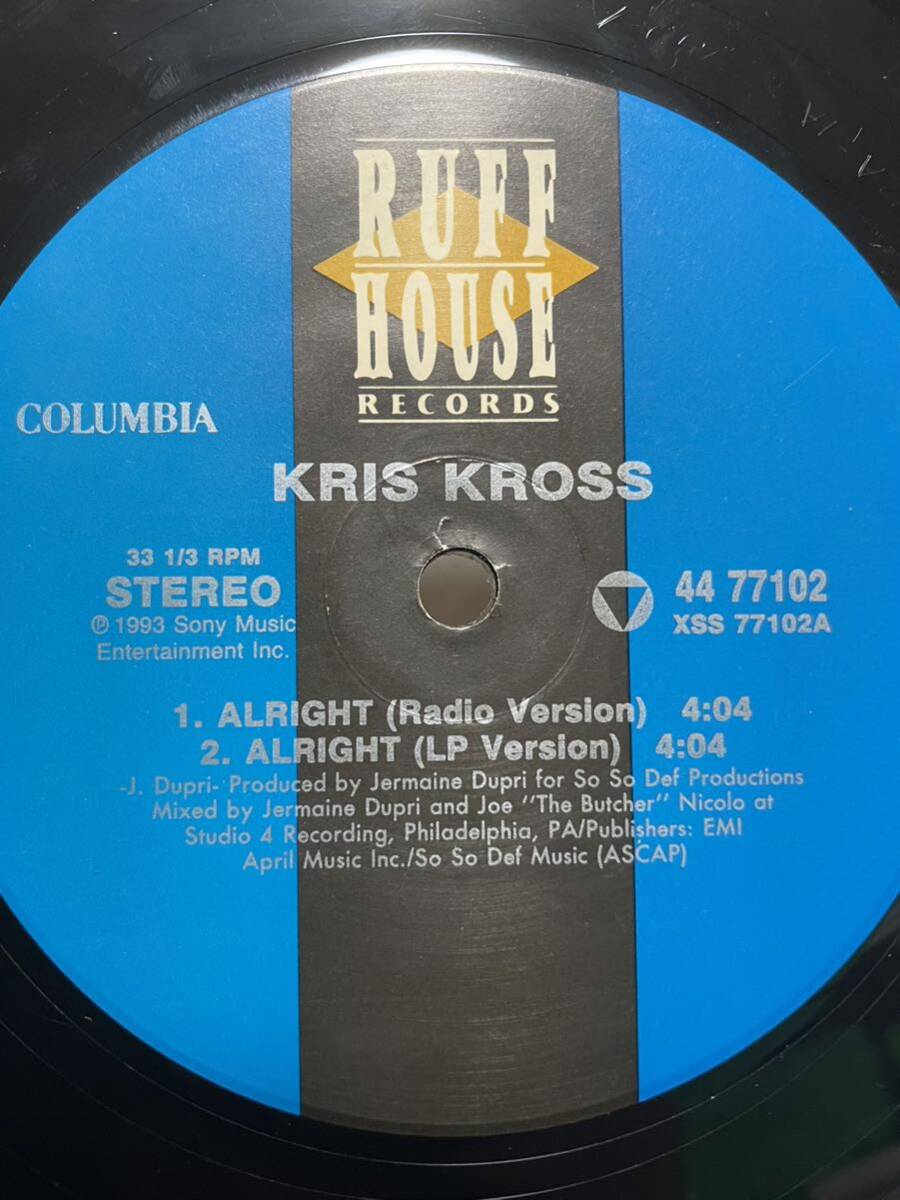 RUFF
HOUSE
RECORDS
COLUMBIA
KRIS KROSS
33 1/3 RPM
STEREO
℗ 1993 Sony Music
Entertainment Inc.
44 77102
XSS 77102A
1. ALRIGHT (Radio Version) 4:04
2. ALRIGHT (LP Version) 4:04
-J. Dupri- Produced by Jermaine Dupri for So So Def Productions
Mixed by Jermaine Dupri and Joe "The Butcher" Nicolo at
Studio 4 Recording, Philadelphia, PA/Publishers: EMI
April Music Inc./So So Def Music (ASCAP)